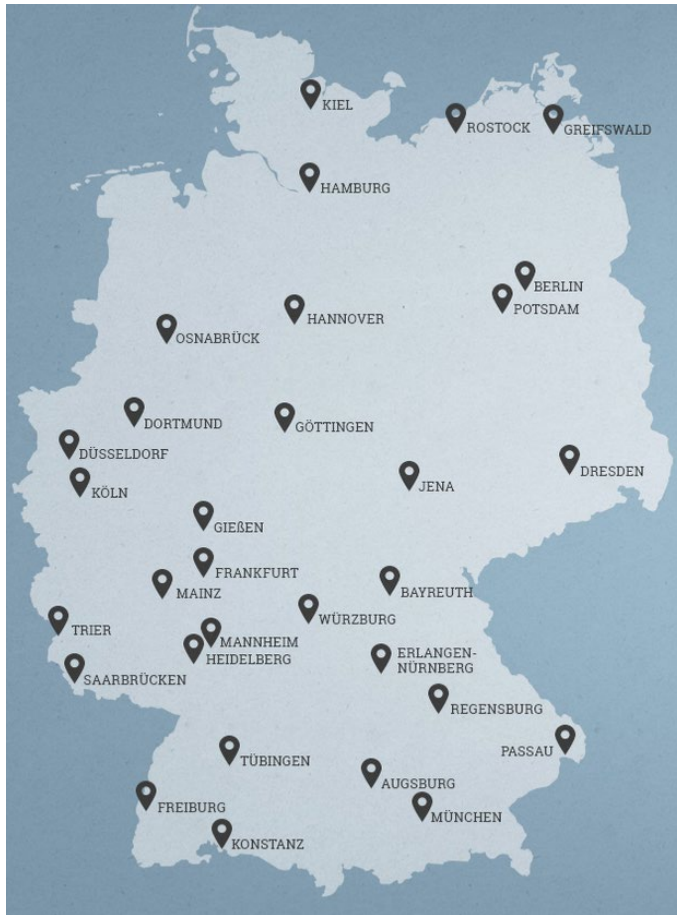 KIEL
ROSTOCK
GREIFSWALD
HAMBURG
BERLIN
POTSDAM
HANNOVER
OSNABRÜCK
DORTMUND
GÖTTINGEN
DÜSSELDORF
DRESDEN
JENA
KÖLN
GIEßEN
FRANKFURT
MAINZ
BAYREUTH
WÜRZBURG
TRIER
MANNHEIM
HEIDELBERG
ERLANGEN-
NÜRNBERG
SAARBRÜCKEN
REGENSBURG
PASSAU
TÜBINGEN
AUGSBURG
FREIBURG
MÜNCHEN
KONSTANZ